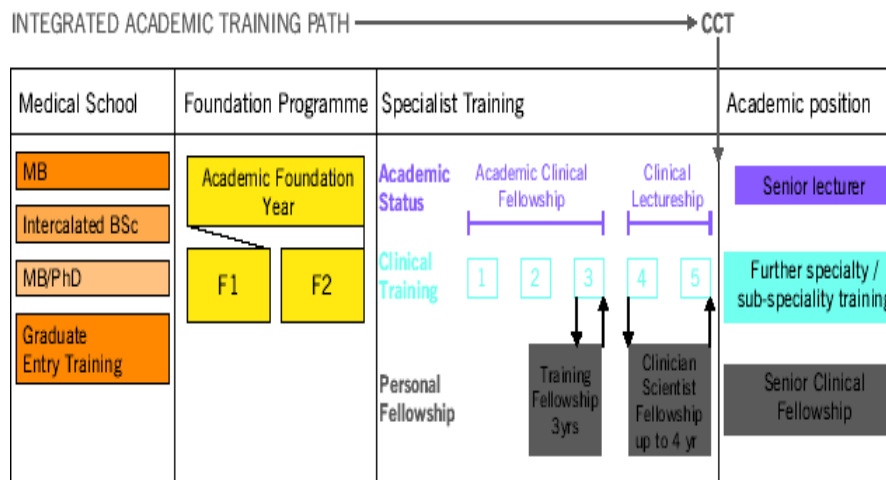 INTEGRATED ACADEMIC TRAINING PATH
CCT
Medical School
Foundation Programme
Specialist Training
Academic position
MB
Intercalated BSc
MB/PhD
Graduate
Entry Training
Academic Foundation
Year
F1
F2
Academic
Status
Academic Clinical
Fellowship
Clinical
Lectureship
Clinical
Training
1
2
3
4
5
Personal
Fellowship
Training
Fellowship
3yrs
Clinician
Scientist
Fellowship
up to 4 yr
Senior lecturer
Further specialty /
sub-speciality training
Senior Clinical
Fellowship